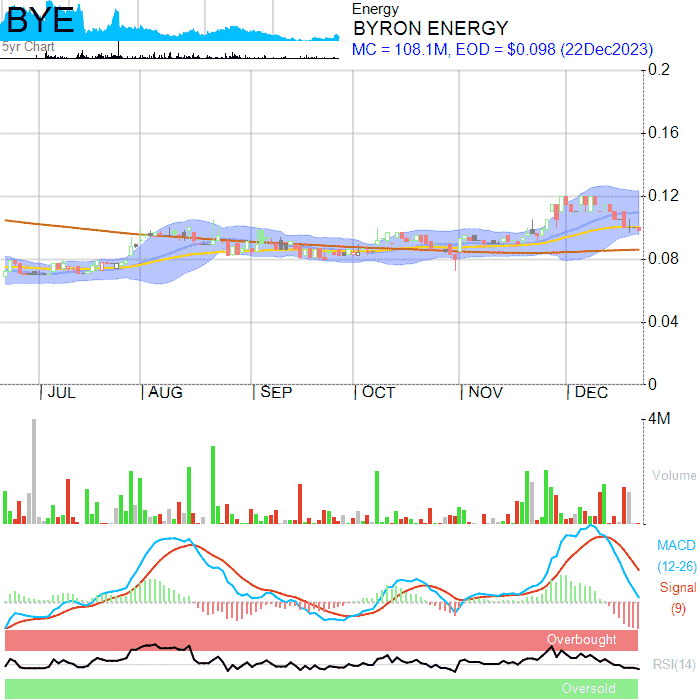 BYE
5yr Chart
Energy
BYRON ENERGY
MC = 108.1M, EOD = $0.098 (22Dec2023)
0.2
0.16
0.12
0.08
0.04
0
JUL AUG SEP OCT NOV DEC
4M
Volume
MACD
(12-26)
Signal
(9)
Overbought
RSI(14)
Oversold